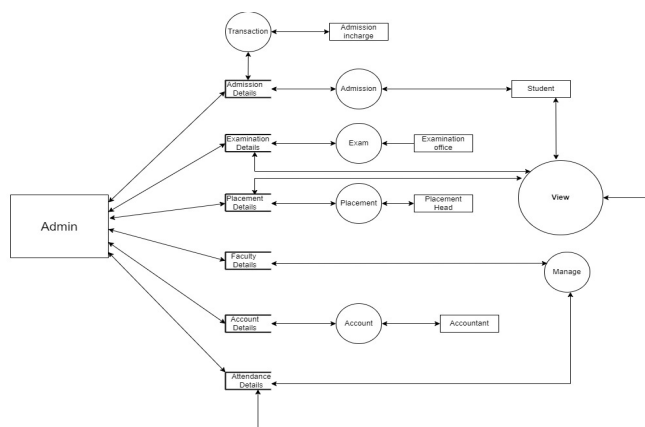 Transaction
Admission
incharge
Admission
Details
Admission
Student
Examination
Details
Exam
Examination
office
Placement
Details
Placement
Placement
Head
View
Admin
Faculty
Details
Manage
Account
Details
Account
Accountant
Attendance
Details